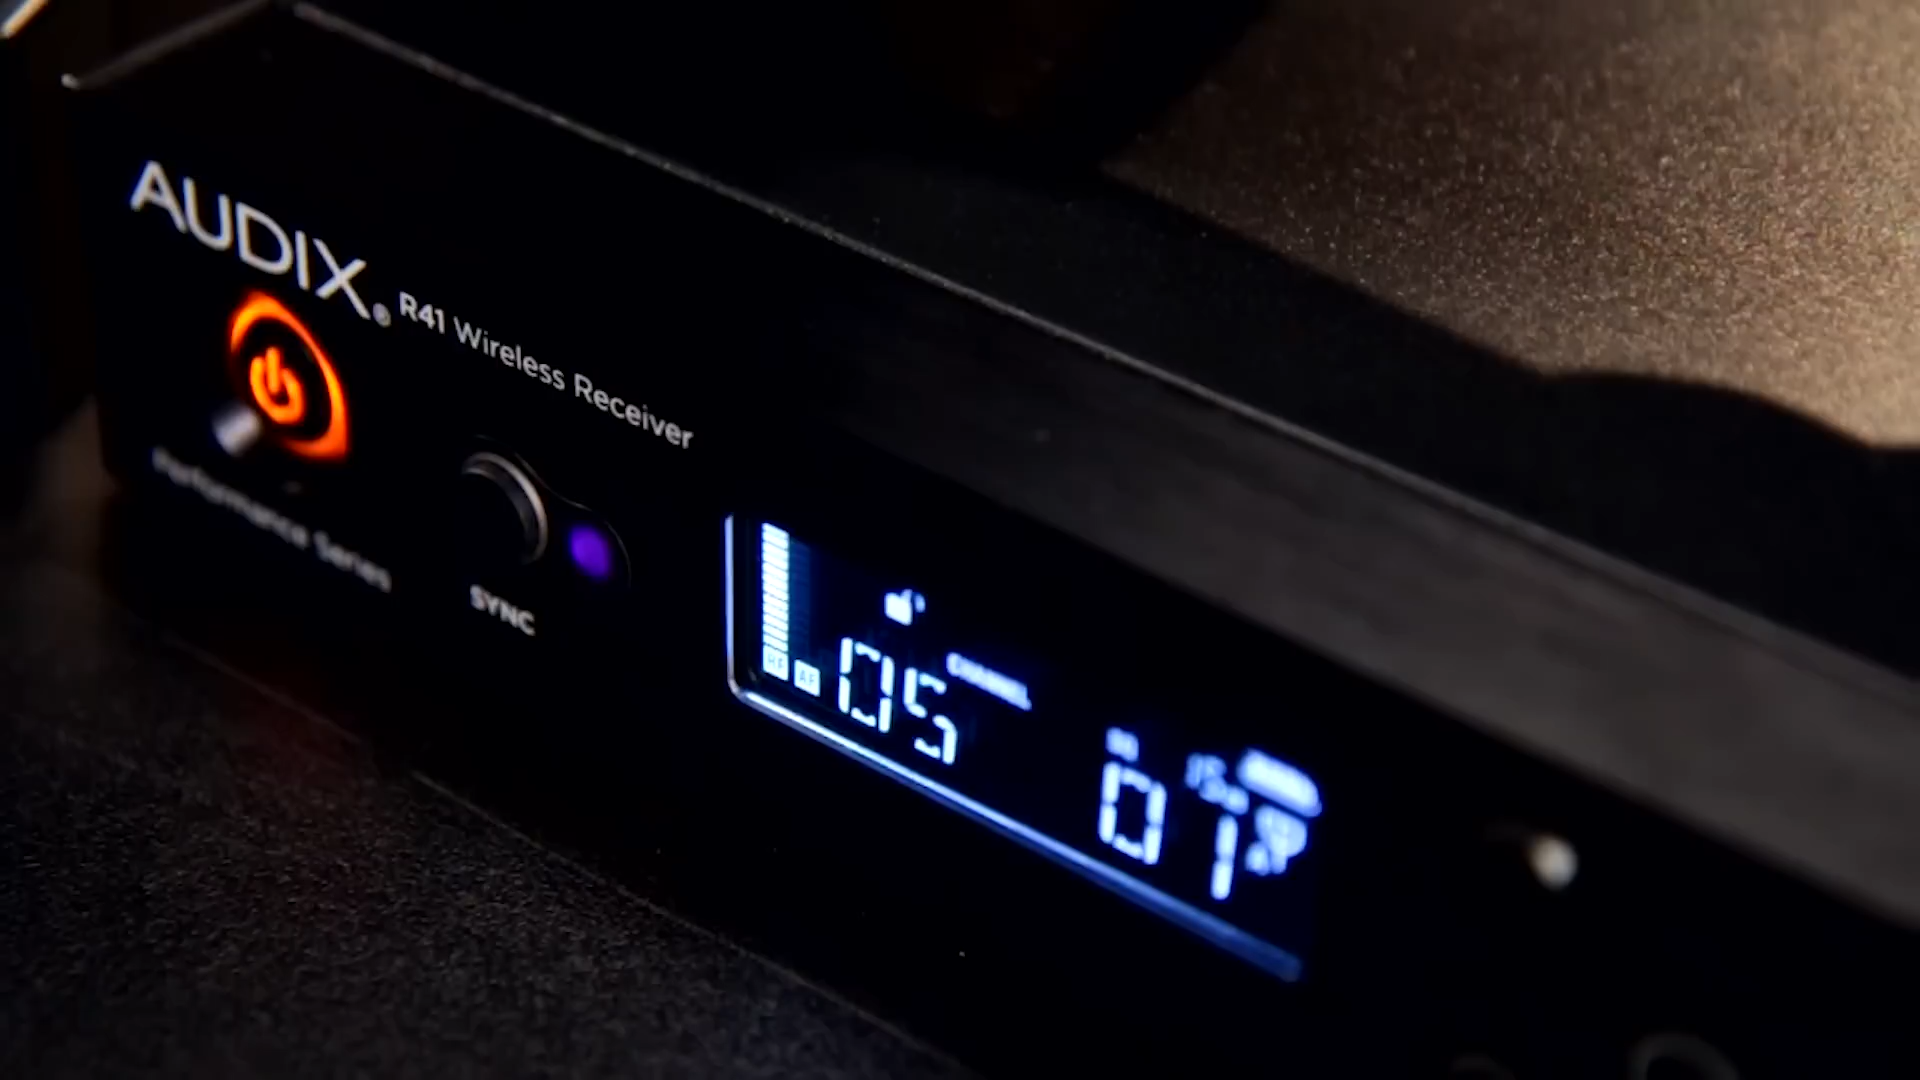 AUDIX®
R41 Wireless Receiver
Performance Series
SYNC
RF AF
05 CHANNEL
07